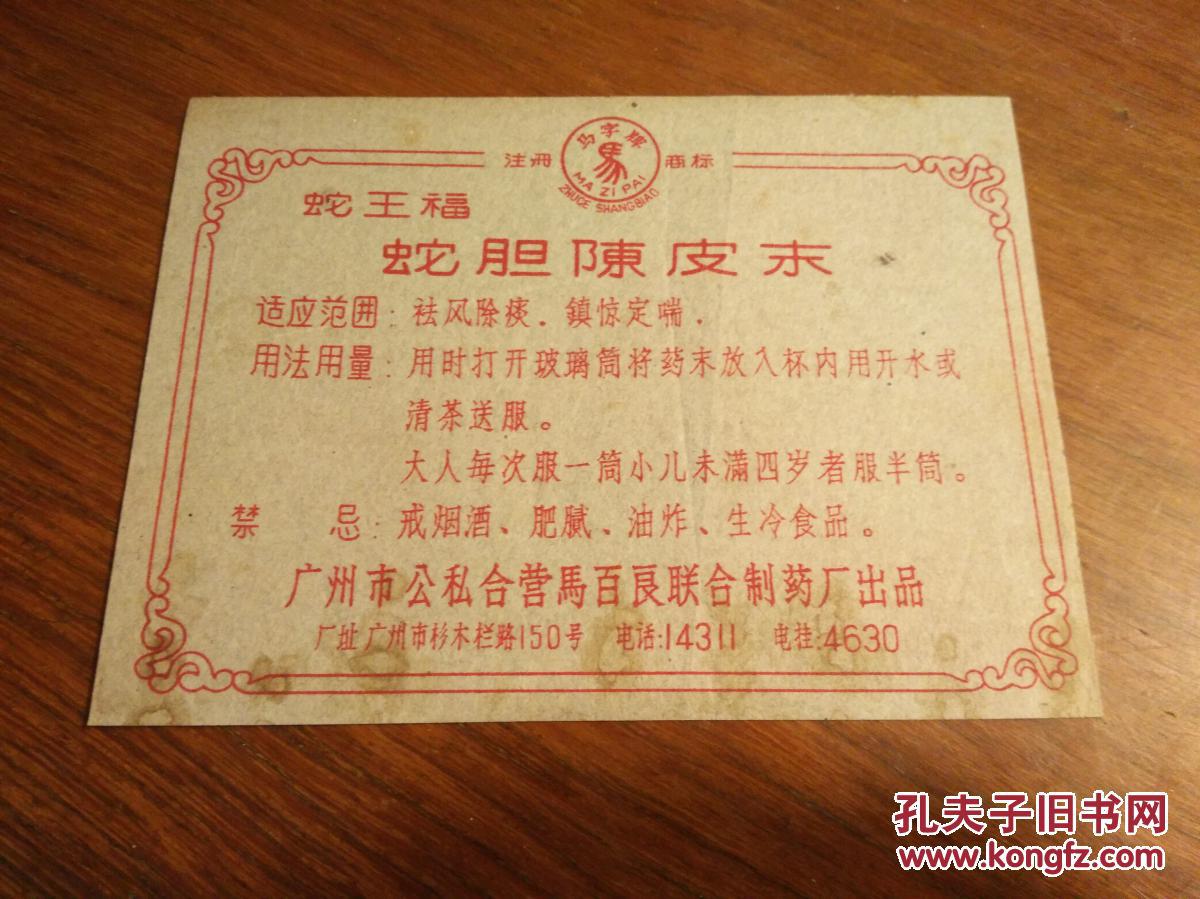 马字牌
注册 馬 商标
MA ZI PAI
ZHUCE SHANGBIAO
蛇王福
蛇胆陳皮末
适应范囲：祛风除痰．鎮惊定喘．
用法用量：用时打开玻璃筒将药末放入杯内用开水或
清茶送服。
大人每次服一筒小儿未滿四岁者服半筒。
禁忌：戒烟酒、肥腻、油炸、生冷食品。
广州市公私合营馬百良联合制药厂出品
厂址广州市杉木栏路150号 电话:14311 电挂:4630
孔夫子旧书网
www.kongfz.com